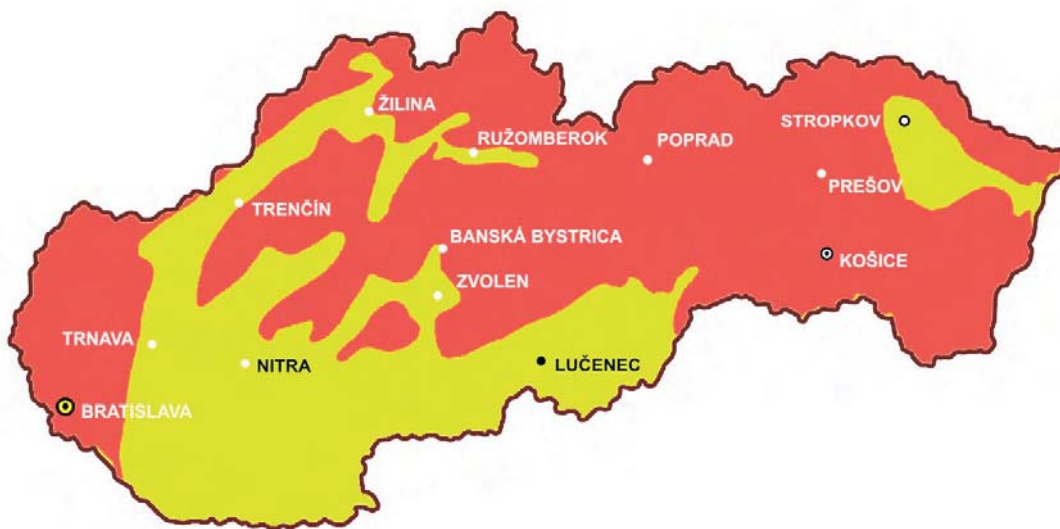 ŽILINA
STROPKOV
RUŽOMBEROK
POPRAD
PREŠOV
TRENČÍN
BANSKÁ BYSTRICA
KOŠICE
ZVOLEN
TRNAVA
NITRA
LUČENEC
BRATISLAVA